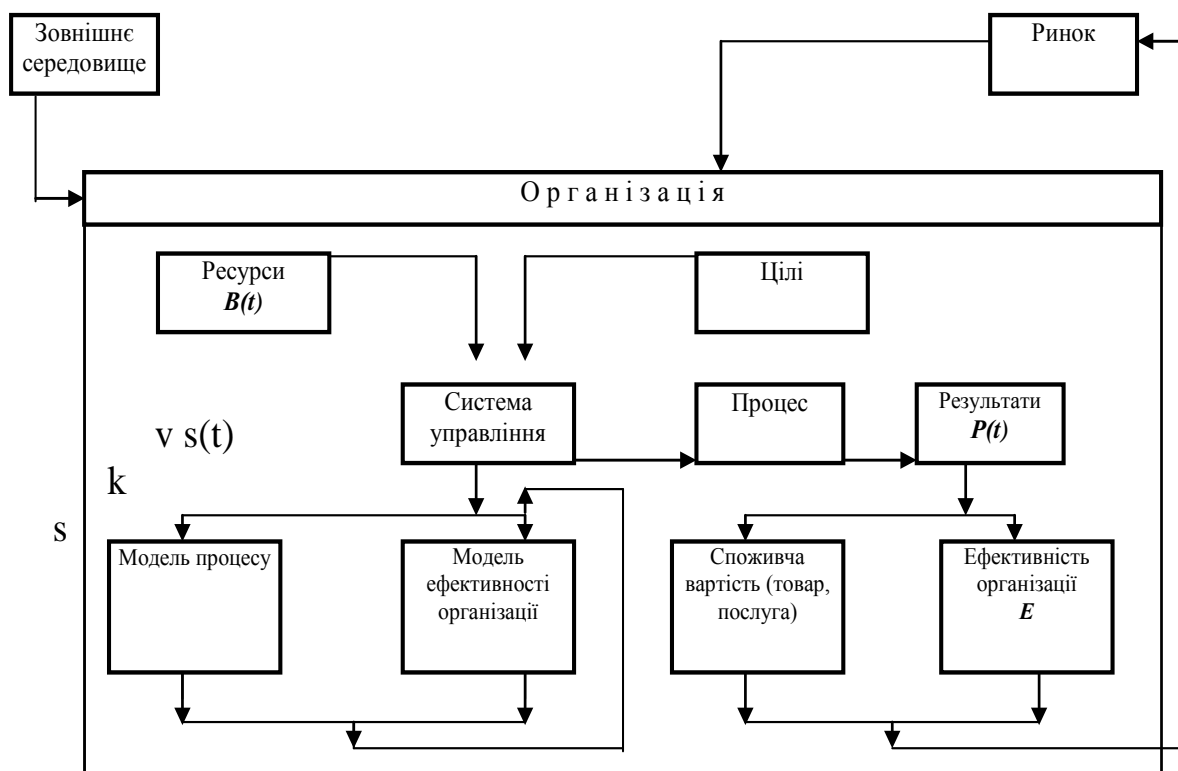 Зовнішнє
середовище
Ринок
О р г а н і з а ц і я
Ресурси
B(t)
Цілі
Система
управління
Процес
Результати
P(t)
v s(t)
k
s
Модель процесу
Модель
ефективності
організації
Споживча
вартість (товар,
послуга)
Ефективність
організації
E